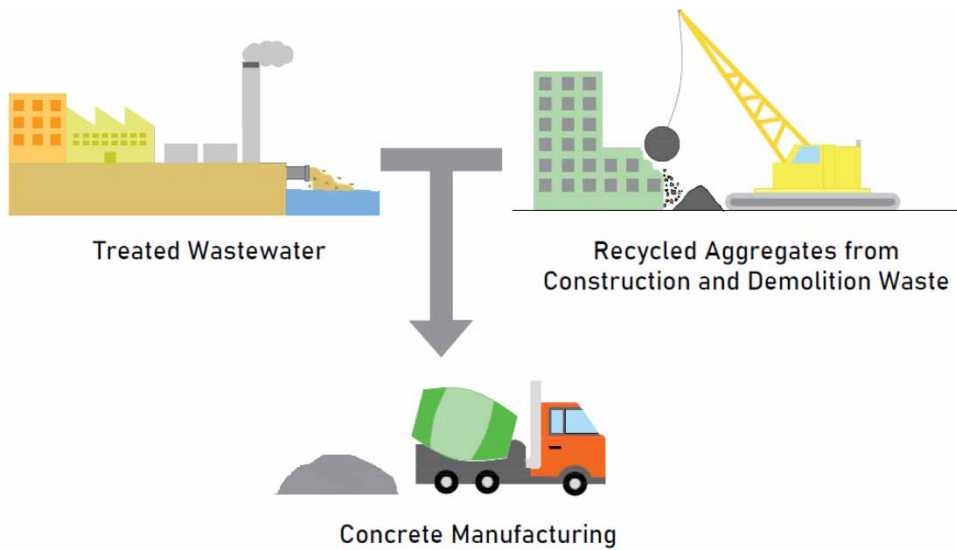 Treated Wastewater
Recycled Aggregates from
Construction and Demolition Waste
Concrete Manufacturing